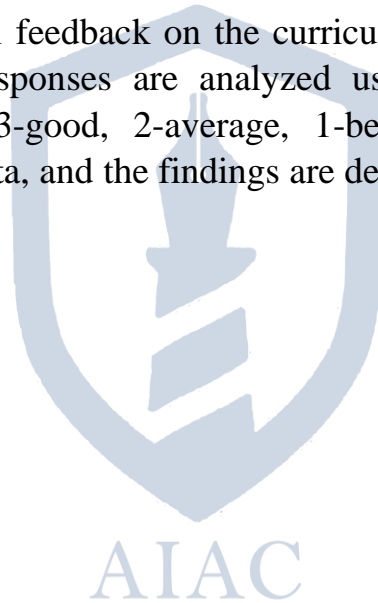 feedback on the curricu
sponses are analyzed us
3-good, 2-average, 1-be
ta, and the findings are de
AIAC